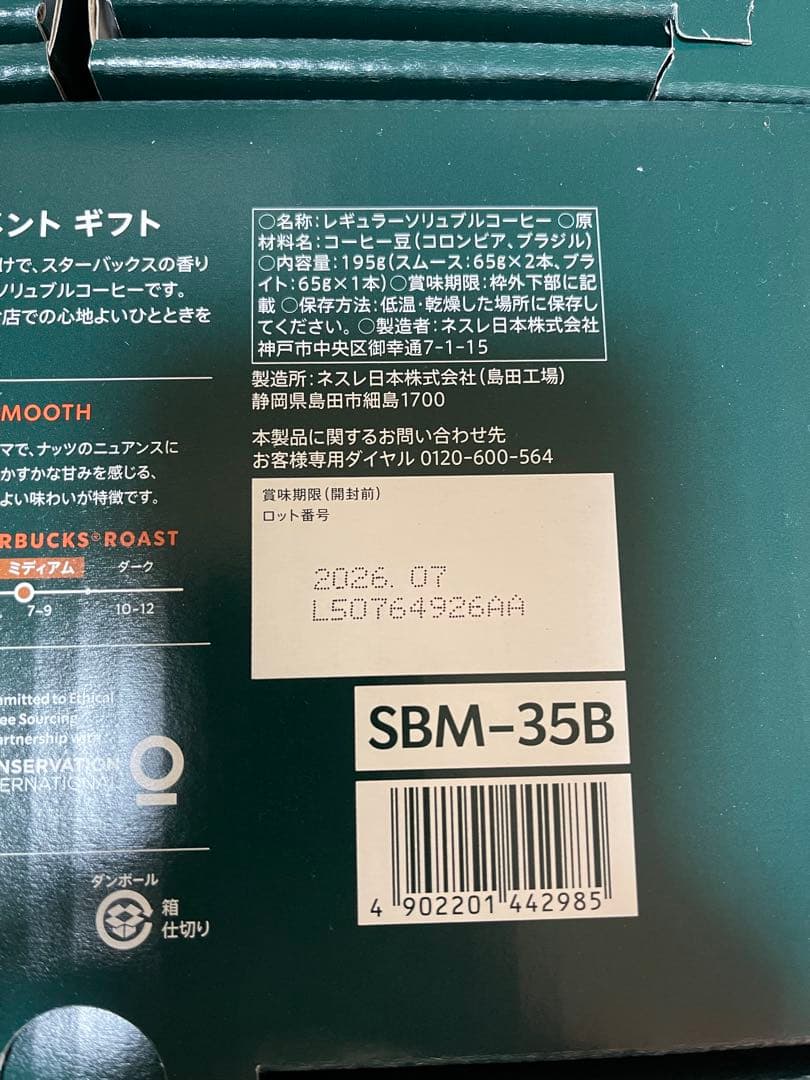 ント ギフト
けで、スターバックスの香り
ソリュブルコーヒーです。
店での心地よいひとときを
MOOTH
マで、ナッツのニュアンスに
かすかな甘みを感じる、
よい味わいが特徴です。
RBUCKS® ROAST
ミディアム ダーク
7-9 10-12
mmitted to Ethical
ee Sourcing
artnership with
NSERVATION
ERNATIONAL
ダンボール
箱
仕切り
○名称：レギュラーソリュブルコーヒー ○原
材料名：コーヒー豆（コロンビア、ブラジル）
○内容量：195g（スムース：65g×2本、ブラ
イト：65g×1本）○賞味期限：枠外下部に記
載 ○保存方法：低温・乾燥した場所に保存し
てください。○製造者：ネスレ日本株式会社
神戸市中央区御幸通7-1-15
製造所：ネスレ日本株式会社（島田工場）
静岡県島田市細島1700
本製品に関するお問い合わせ先
お客様専用ダイヤル 0120-600-564
賞味期限（開封前）
ロット番号
2026. 07
L50764926AA
SBM-35B
4 902201 442985